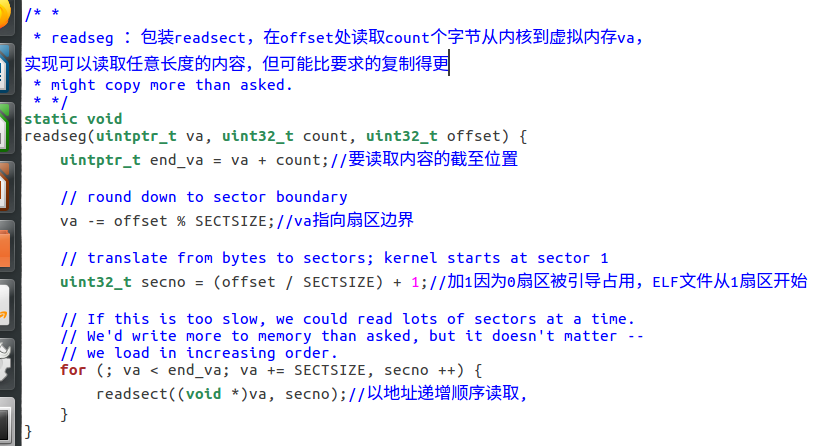 /* *
 * readseg : 包装readsect，在offset处读取count个字节从内核到虚拟内存va，
实现可以读取任意长度的内容，但可能比要求的复制得更
 * might copy more than asked.
 * */
static void
readseg(uintptr_t va, uint32_t count, uint32_t offset) {
    uintptr_t end_va = va + count;//要读取内容的截至位置
    // round down to sector boundary
    va -= offset % SECTSIZE;//va指向扇区边界
    // translate from bytes to sectors; kernel starts at sector 1
    uint32_t secno = (offset / SECTSIZE) + 1;//加1因为0扇区被引导占用，ELF文件从1扇区开始
    // If this is too slow, we could read lots of sectors at a time.
    // We'd write more to memory than asked, but it doesn't matter --
    // we load in increasing order.
    for (; va < end_va; va += SECTSIZE, secno ++) {
        readsect((void *)va, secno);//以地址递增顺序读取,
    }
}